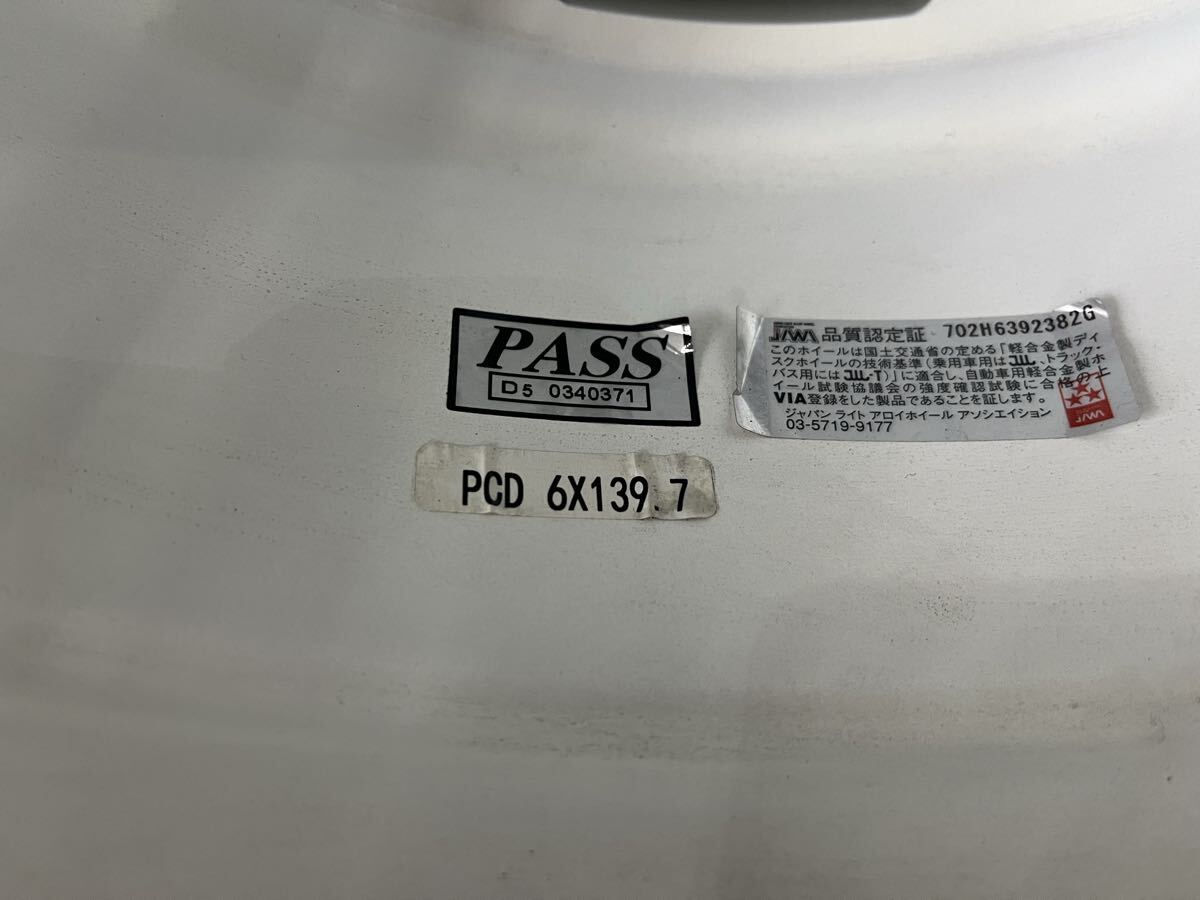 PASS
D5 0340371
PCD 6X139.7
JAWA 品質認定証 702H6392382G
このホイールは国土交通省の定める「軽合金製ディ
スクホイールの技術基準(乗用車用はJWL、トラック・
バス用にはJWL-T)」に適合し、自動車用軽合金製ホ
イール試験協議会の強度確認試験に合格の上
VIA登録をした製品であることを証します。
ジャパン ライト アロイホイール アソシエイション
03-5719-9177